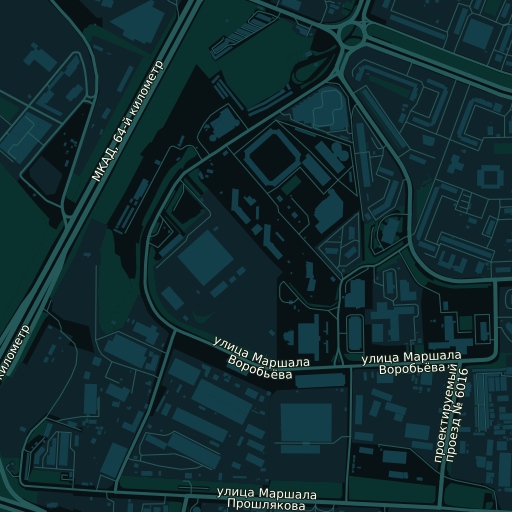 МКАД, 64-й километр
километр
улица Маршала
Воробьёва
улица Маршала
Воробьёва
проектируемый
проезд № 6016
улица Маршала
Прошлякова